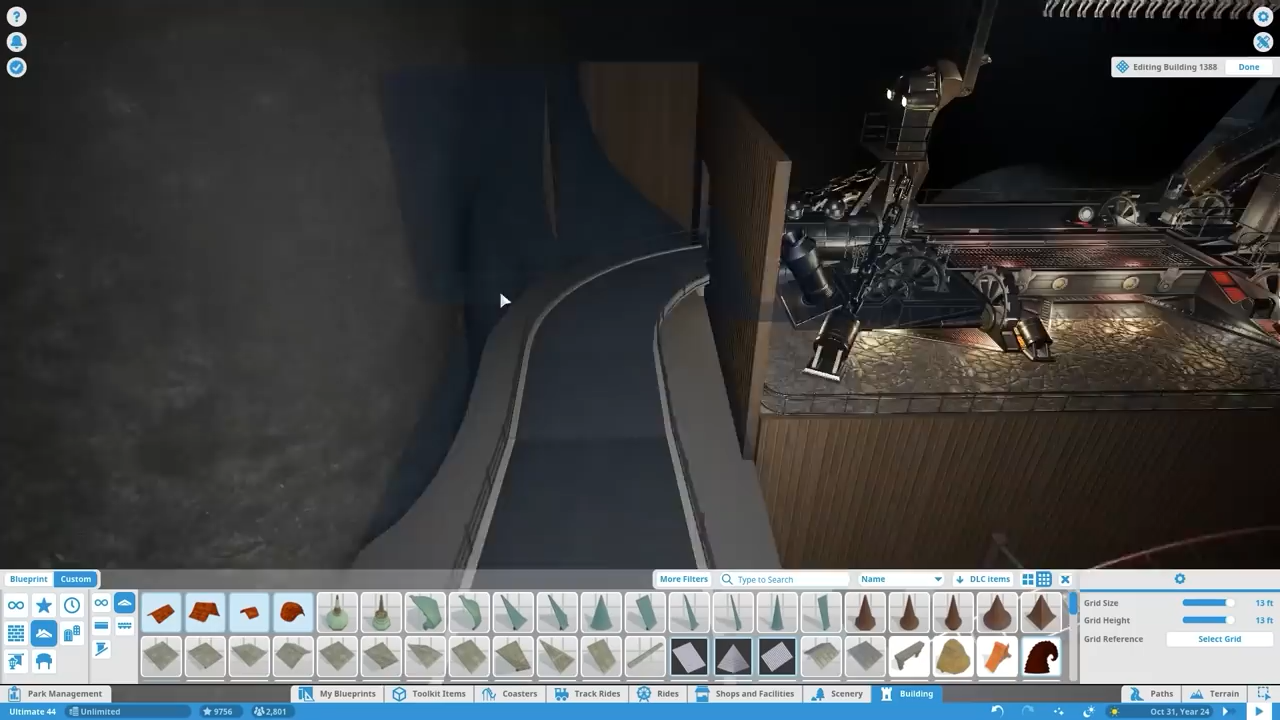 ?
Editing Building 1388 Done
Blueprint Custom More Filters Type to Search Name DLC items
Grid Size 13 ft
Grid Height 13 ft
Grid Reference Select Grid
Park Management My Blueprints Toolkit Items Coasters Track Rides Rides Shops and Facilities Scenery Building Paths Terrain
Ultimate 44 Unlimited 9756 2,801 Oct 31, Year 24